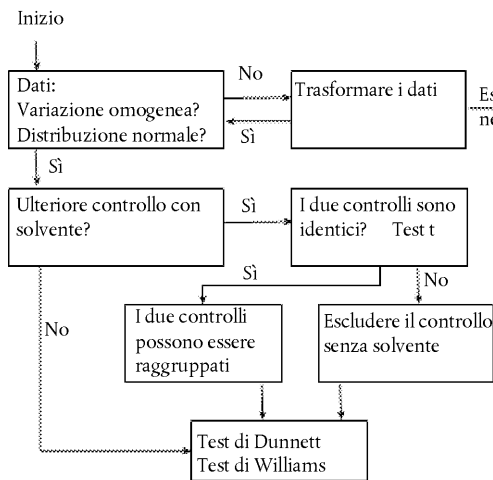 Inizio
Dati:
Variazione omogenea?
Distribuzione normale?
No
Sì
Trasformare i dati
Sì
Ulteriore controllo con
solvente?
Sì
I due controlli sono
identici? Test t
Sì
No
No
I due controlli
possono essere
raggruppati
Escludere il controllo
senza solvente
Test di Dunnett
Test di Williams